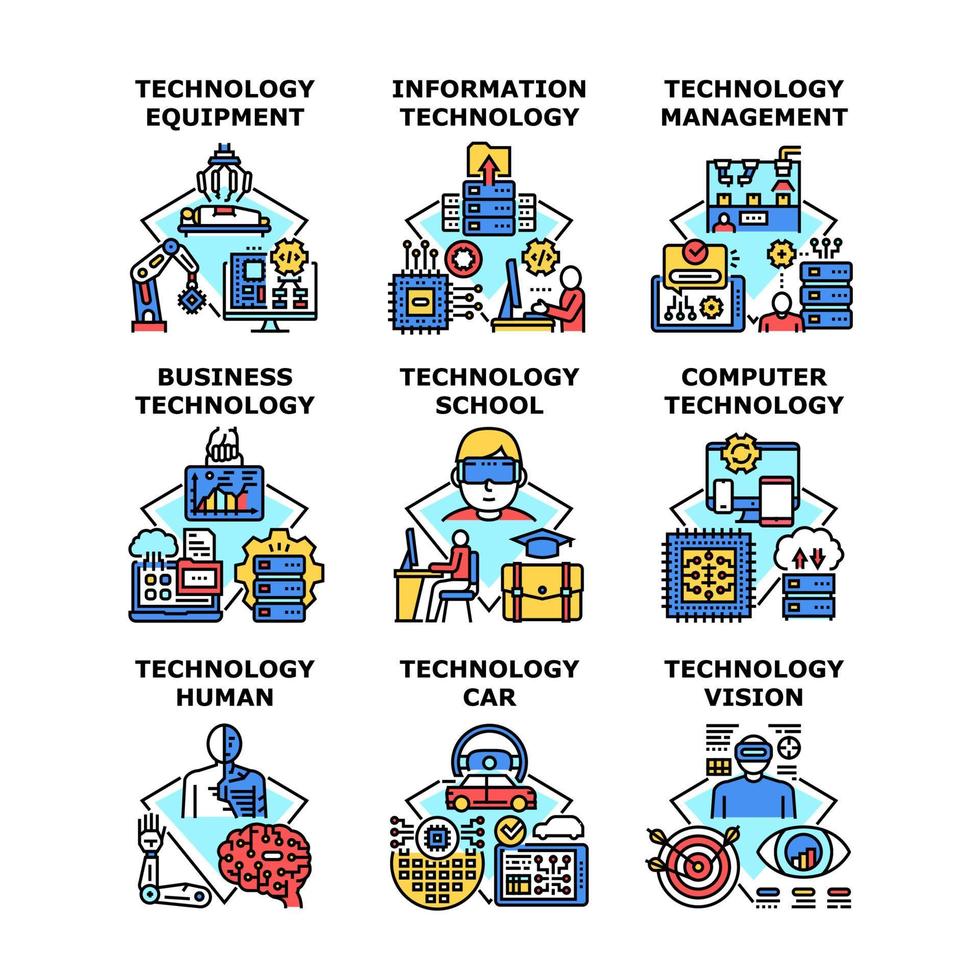 TECHNOLOGY
EQUIPMENT
INFORMATION
TECHNOLOGY
TECHNOLOGY
MANAGEMENT
BUSINESS
TECHNOLOGY
TECHNOLOGY
SCHOOL
COMPUTER
TECHNOLOGY
TECHNOLOGY
HUMAN
TECHNOLOGY
CAR
TECHNOLOGY
VISION